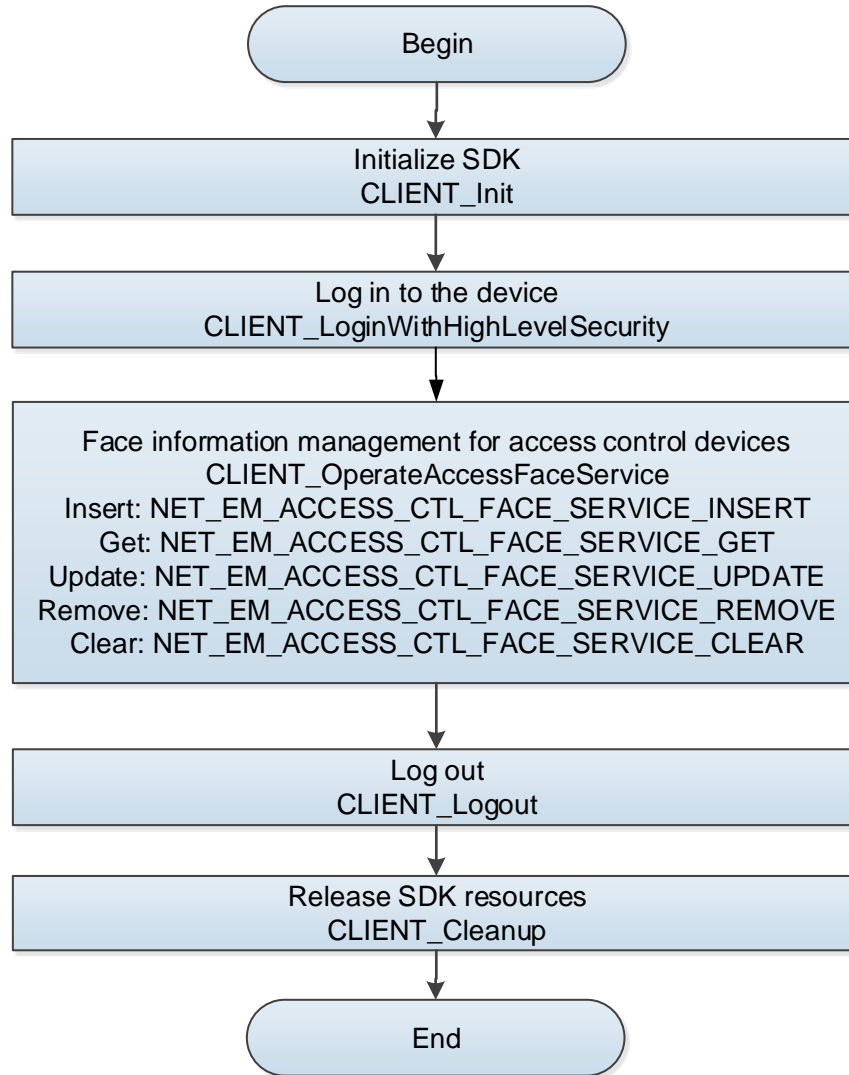 Begin
Initialize SDK
CLIENT_Init
Log in to the device
CLIENT_LoginWithHighLevelSecurity
Face information management for access control devices
CLIENT_OperateAccessFaceService
Insert: NET_EM_ACCESS_CTL_FACE_SERVICE_INSERT
Get: NET_EM_ACCESS_CTL_FACE_SERVICE_GET
Update: NET_EM_ACCESS_CTL_FACE_SERVICE_UPDATE
Remove: NET_EM_ACCESS_CTL_FACE_SERVICE_REMOVE
Clear: NET_EM_ACCESS_CTL_FACE_SERVICE_CLEAR
Log out
CLIENT_Logout
Release SDK resources
CLIENT_Cleanup
End